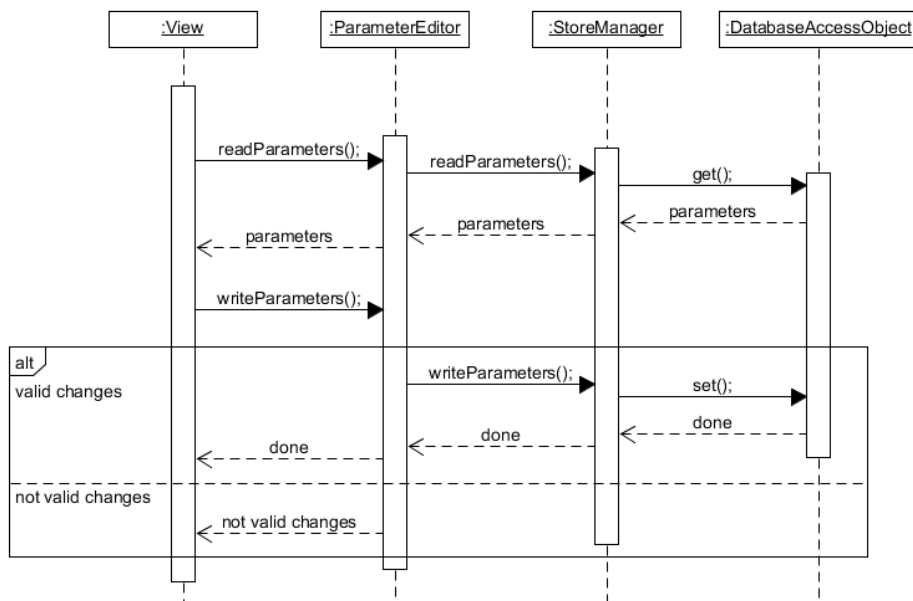 :View
:ParameterEditor
:StoreManager
:DatabaseAccessObject
readParameters();
readParameters();
get();
parameters
parameters
parameters
writeParameters();
alt
valid changes
writeParameters();
set();
done
done
done
not valid changes
not valid changes